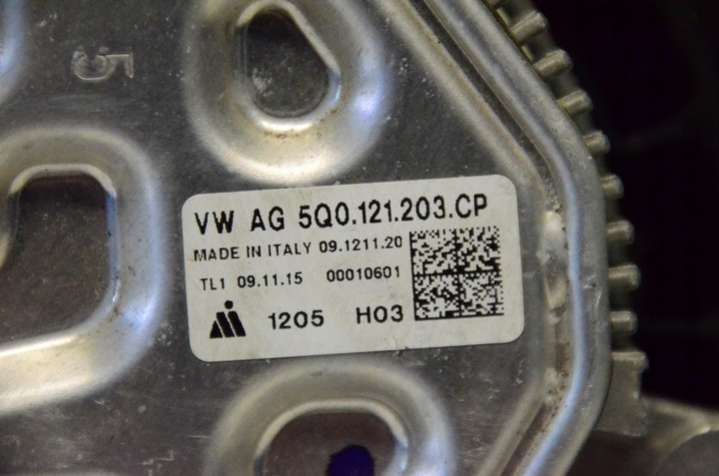 5
VW AG 5Q0.121.203.CP
MADE IN ITALY 09.1211.20
TL1 09.11.15 00010601
1205 H03